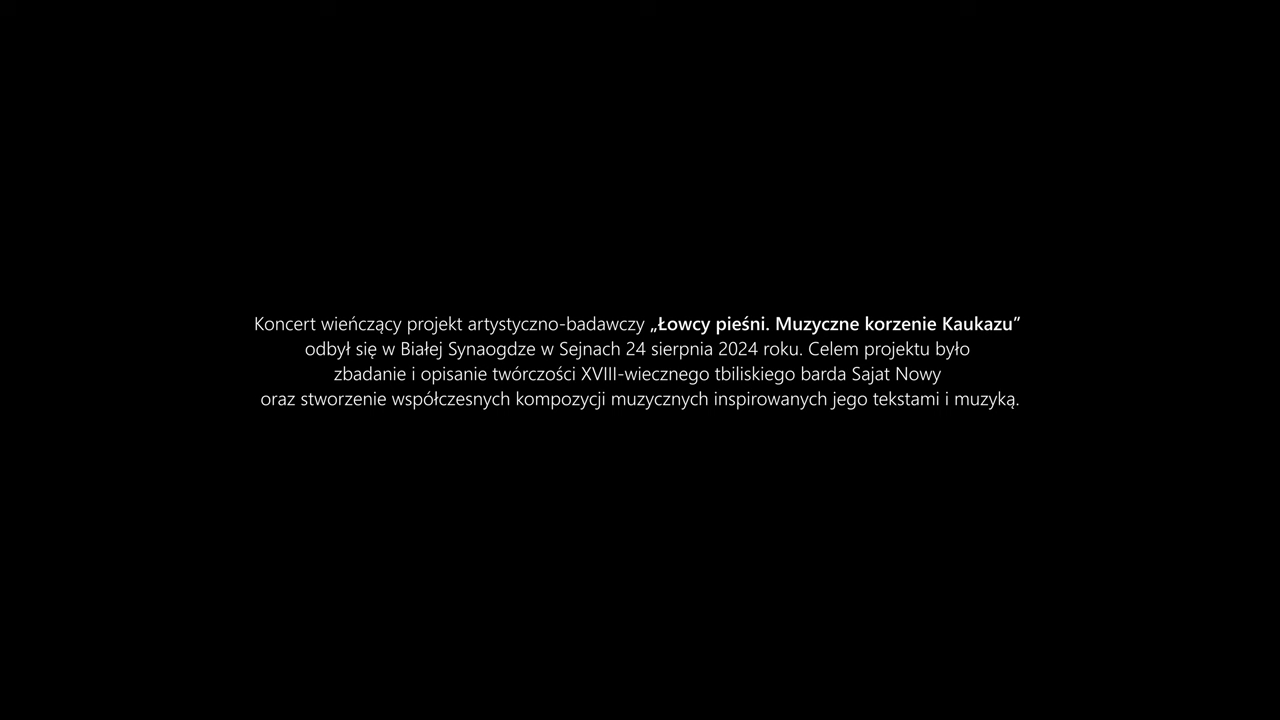 Koncert wieńczący projekt artystyczno-badawczy „Łowcy pieśni. Muzyczne korzenie Kaukazu”
odbył się w Białej Synaogdze w Sejnach 24 sierpnia 2024 roku. Celem projektu było
zbadanie i opisanie twórczości XVIII-wiecznego tbiliskiego barda Sajat Nowy
oraz stworzenie współczesnych kompozycji muzycznych inspirowanych jego tekstami i muzyką.